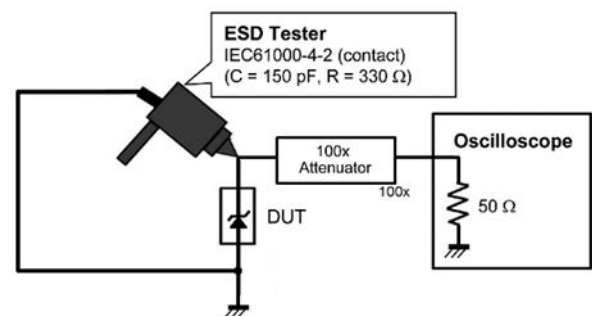 ESD Tester
IEC61000-4-2 (contact)
(C = 150 pF, R = 330 Ω)
100x
Attenuator
100x
Oscilloscope
50 Ω
DUT